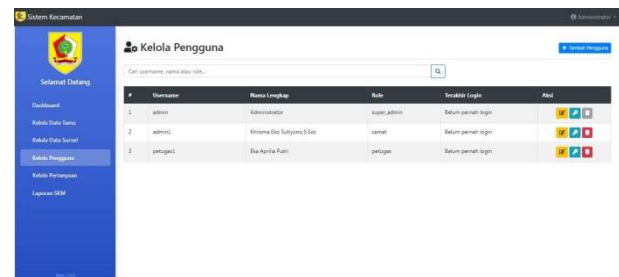 Sistem Kecamatan
Administrator
Selamat Datang
Dashboard
Kelola Data Tamu
Kelola Data Survei
Kelola Pengguna
Kelola Pertanyaan
Laporan SKM
Kelola Pengguna
+ Tambah Pengguna
Cari username, nama atau role...
# Username Nama Lengkap Role Terakhir Login Aksi
1 admin Administrator super_admin Belum pernah login
2 admin1 Khrisma Eko Sutiyono.S.Sos camat Belum pernah login
3 petugas1 Eka Aprilia Putri petugas Belum pernah login